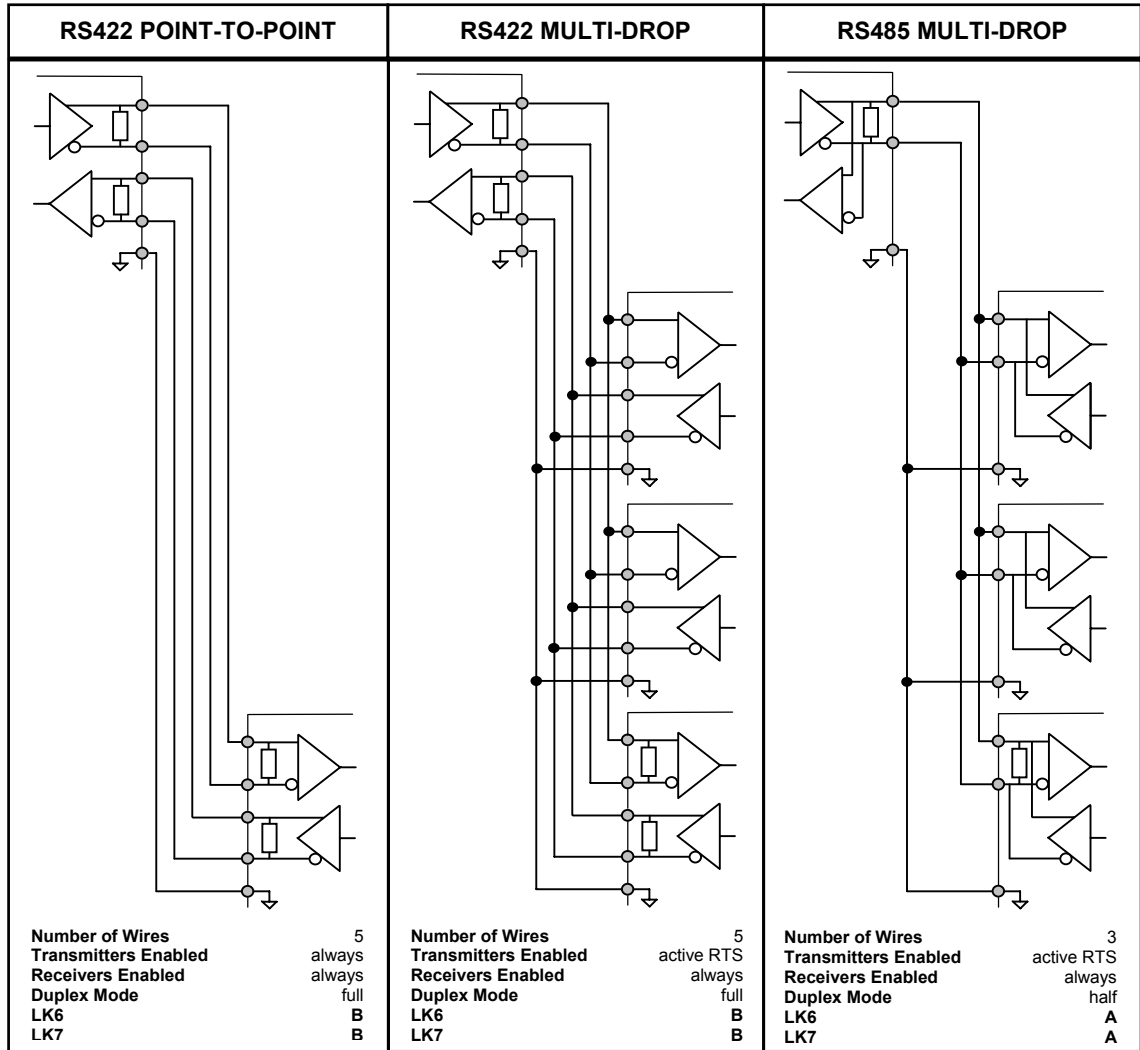 RS422 POINT-TO-POINT
RS422 MULTI-DROP
RS485 MULTI-DROP
Number of Wires 5
Transmitters Enabled always
Receivers Enabled always
Duplex Mode full
LK6 B
LK7 B
Number of Wires 5
Transmitters Enabled active RTS
Receivers Enabled always
Duplex Mode full
LK6 B
LK7 B
Number of Wires 3
Transmitters Enabled active RTS
Receivers Enabled always
Duplex Mode half
LK6 A
LK7 A